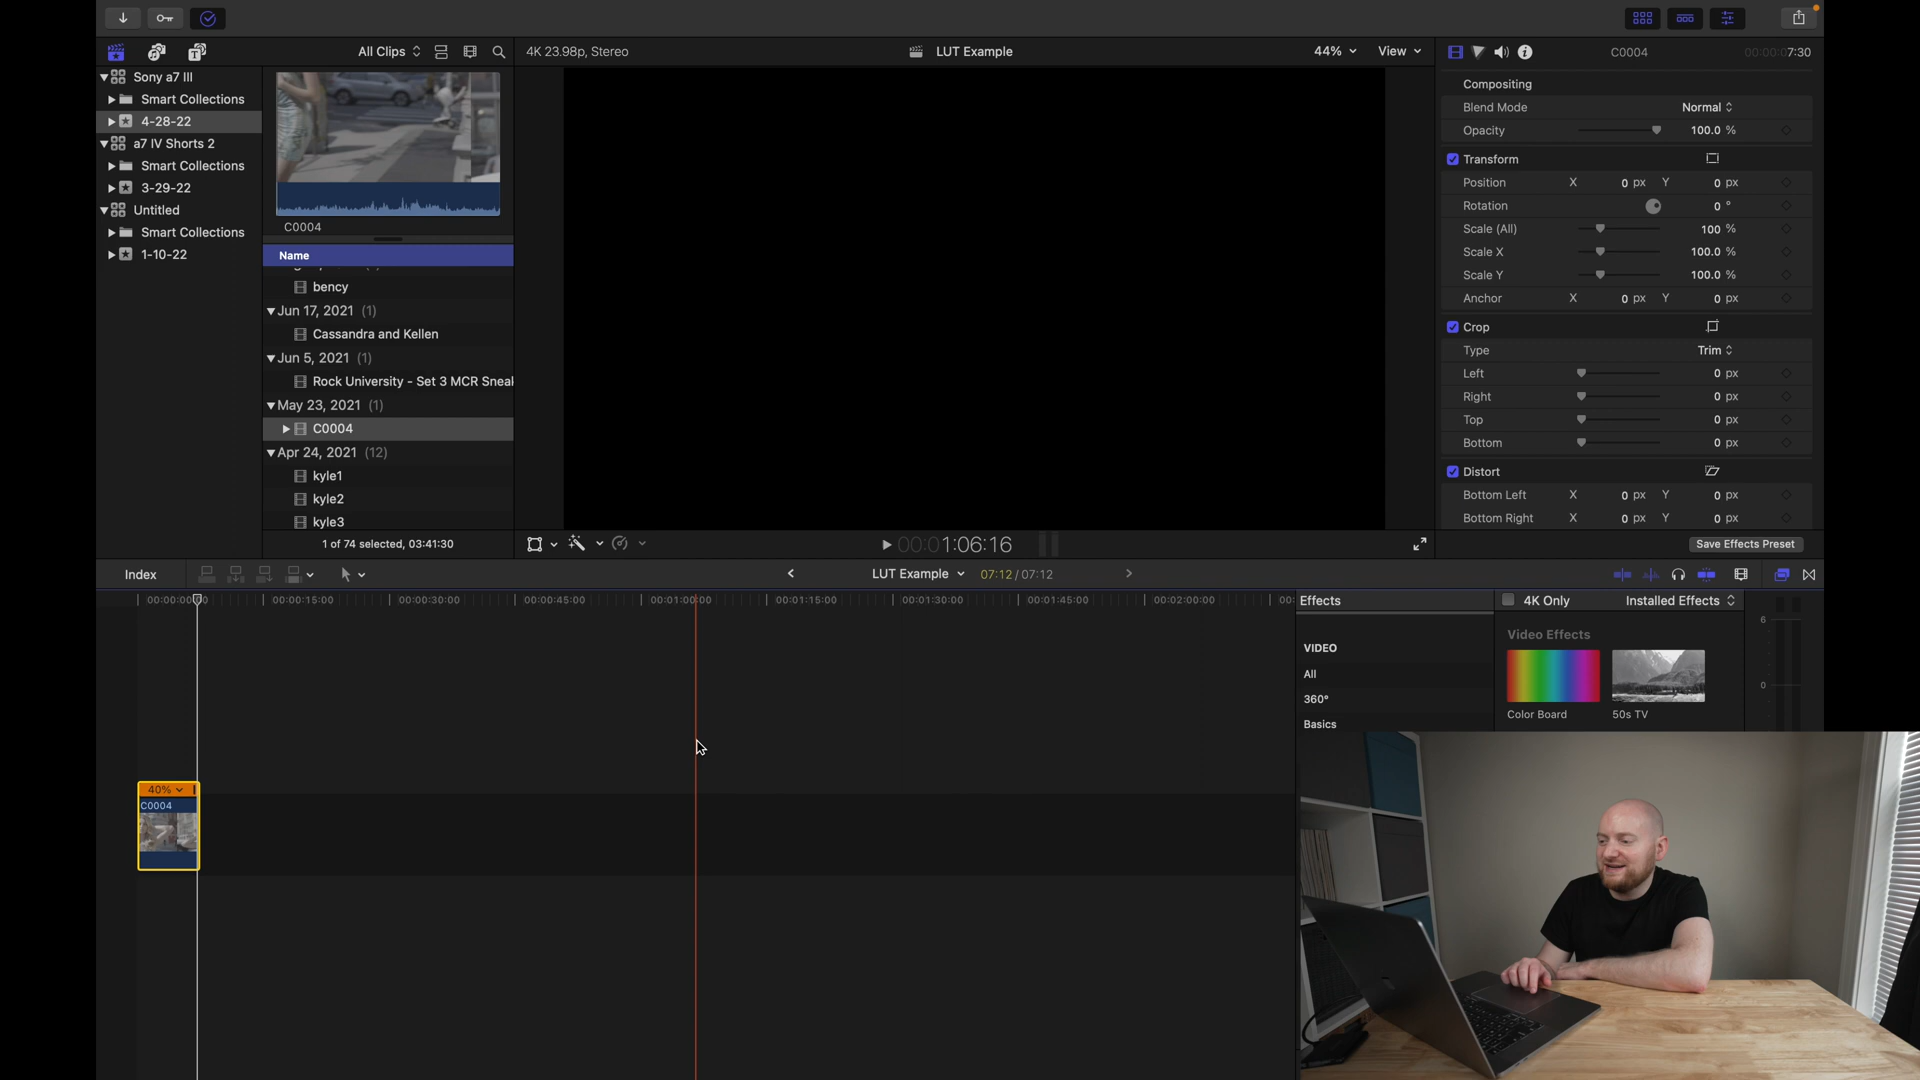 All Clips
4K 23.98p, Stereo
LUT Example
44%
View
C0004
00:00:07:30
Sony a7 III
Smart Collections
4-28-22
a7 IV Shorts 2
Smart Collections
3-29-22
Untitled
Smart Collections
1-10-22
C0004
Name
bency
Jun 17, 2021 (1)
Cassandra and Kellen
Jun 5, 2021 (1)
Rock University - Set 3 MCR Sneak
May 23, 2021 (1)
C0004
Apr 24, 2021 (12)
kyle1
kyle2
kyle3
1 of 74 selected, 03:41:30
00:01:06:16
Compositing
Blend Mode Normal
Opacity 100.0 %
Transform
Position X 0 px Y 0 px
Rotation 0 °
Scale (All) 100 %
Scale X 100.0 %
Scale Y 100.0 %
Anchor X 0 px Y 0 px
Crop
Type Trim
Left 0 px
Right 0 px
Top 0 px
Bottom 0 px
Distort
Bottom Left X 0 px Y 0 px
Bottom Right X 0 px Y 0 px
Save Effects Preset
Index
LUT Example
07:12 / 07:12
00:00:15:00
00:00:30:00
00:00:45:00
00:01:00:00
00:01:15:00
00:01:30:00
00:01:45:00
00:02:00:00
Effects
4K Only
Installed Effects
VIDEO
All
360°
Basics
Video Effects
Color Board
50s TV
6
0
40%
C0004